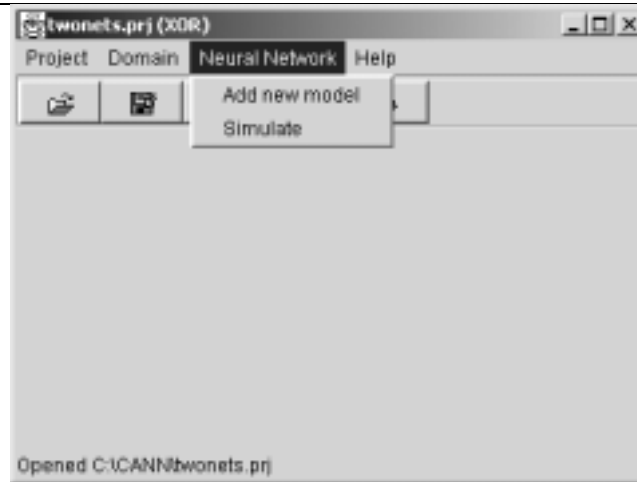 twonets.prj (XOR)
Project Domain Neural Network Help
Add new model
Simulate
Opened C:\CANN\twonets.prj